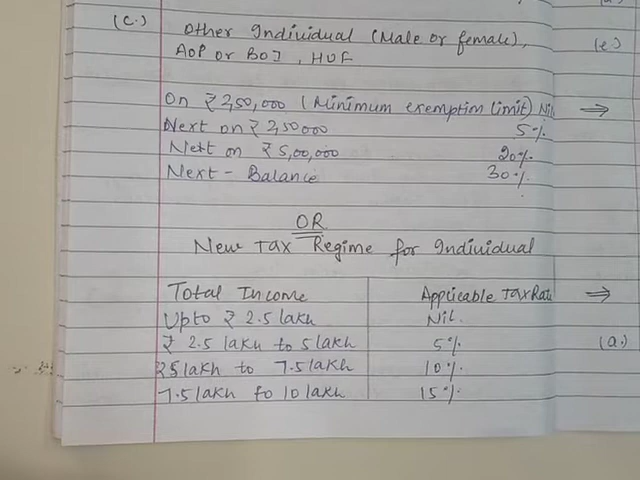 (c.) Other Individual (Male or female),
AOP or BOI, HUF
On ₹2,50,000 (Minimum exemption limit) Nil
Next on ₹2,50000 5%
Next on ₹5,00,000 20%
Next - Balance 30%
OR
New Tax Regime for Individual
Total Income Applicable Tax Rate
Upto ₹ 2.5 lakh Nil.
₹ 2.5 lakh to 5 lakh 5%
₹5 lakh to 7.5 lakh 10%
7.5 lakh to 10 lakh 15%
(e)
⇒
⇒
(a.)